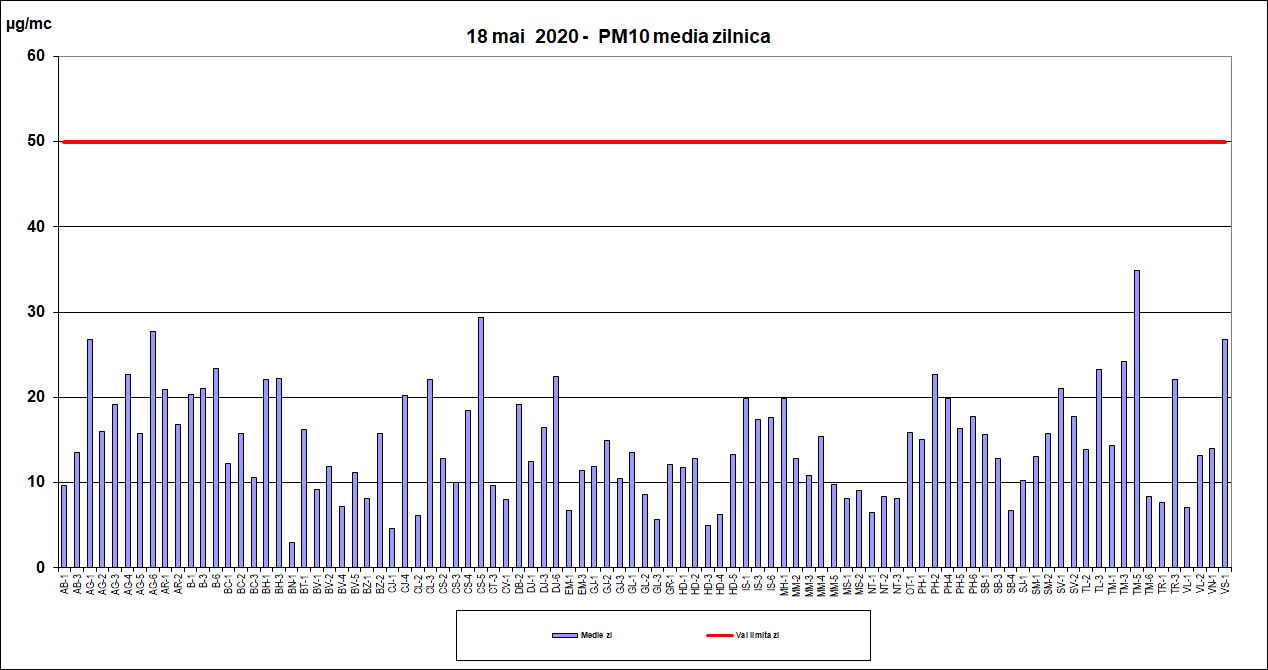 µg/mc
18 mai 2020 - PM10 media zilnica
60
50
40
30
20
10
0
AB-1 AB-3 AG-1 AG-2 AG-3 AG-4 AG-5 AG-6 AR-1 AR-2 B-1 B-3 B-6 BC-1 BC-2 BC-3 BH-1 BH-3 BN-1 BT-1 BV-1 BV-2 BV-4 BV-5 BZ-1 BZ-2 CJ-1 CJ-4 CL-2 CL-3 CS-2 CS-3 CS-4 CS-5 CT-3 CV-1 DB-2 DJ-1 DJ-3 DJ-6 EM-1 EM-3 GJ-1 GJ-2 GJ-3 GL-1 GL-2 GL-3 GR-1 HD-1 HD-2 HD-3 HD-4 HD-5 IS-1 IS-3 IS-6 MH-1 MM-2 MM-3 MM-4 MM-5 MS-1 MS-2 NT-1 NT-2 NT-3 OT-1 PH-1 PH-2 PH-4 PH-5 PH-6 SB-1 SB-3 SB-4 SJ-1 SM-1 SM-2 SV-1 SV-2 TL-2 TL-3 TM-1 TM-3 TM-5 TM-6 TR-1 TR-3 VL-1 VL-2 VN-1 VS-1
Medie zi Val limita zi